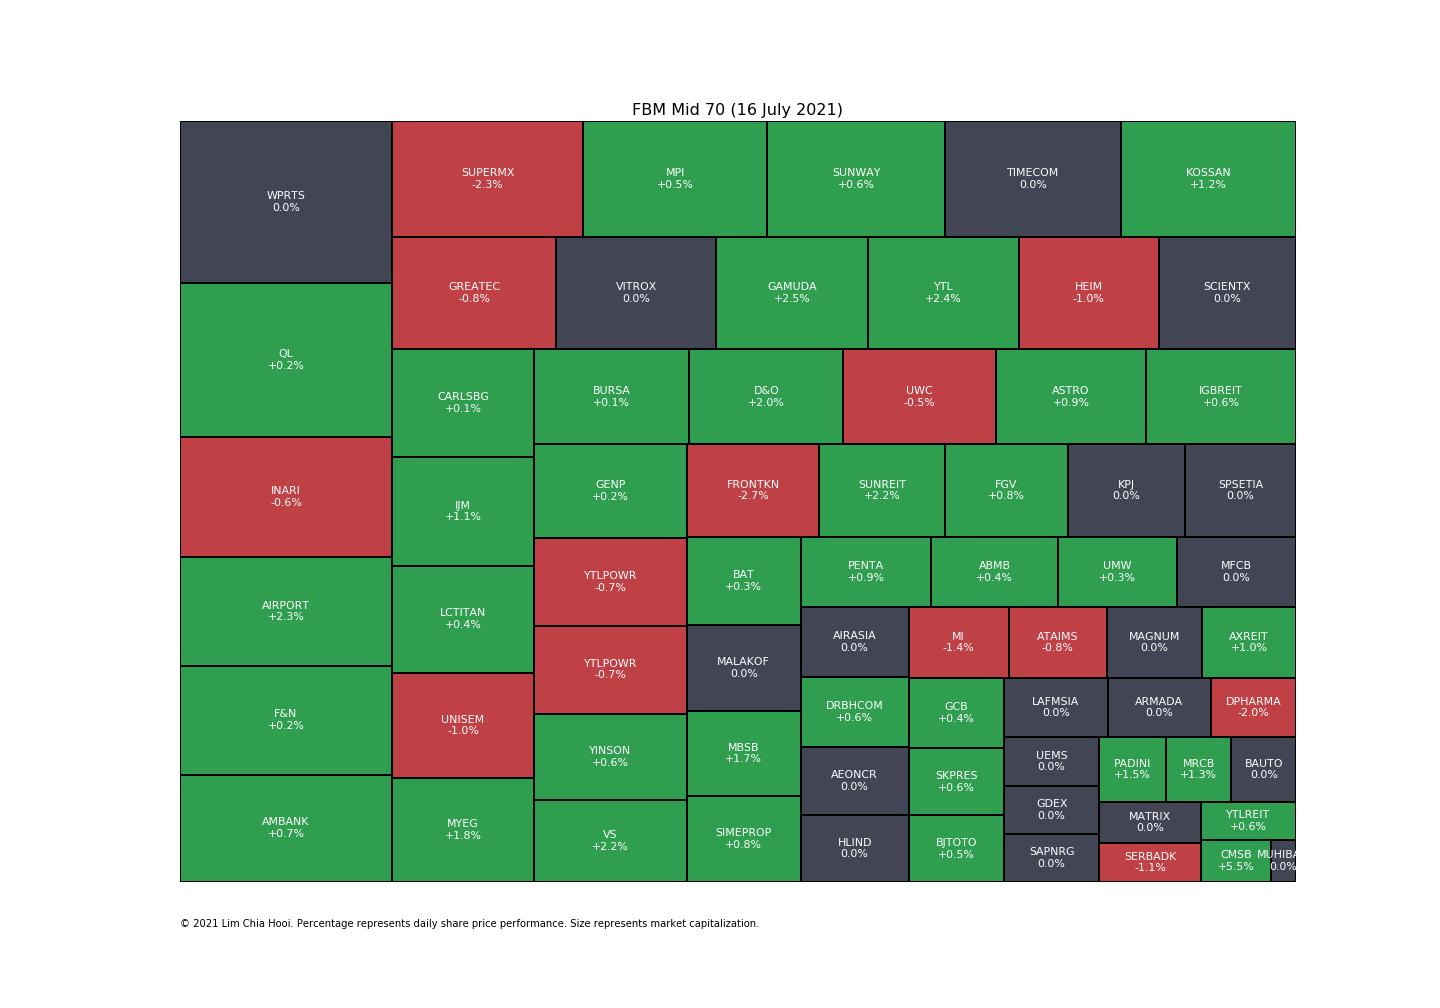 FBM Mid 70 (16 July 2021)
WPRTS
0.0%
QL
+0.2%
INARI
-0.6%
AIRPORT
+2.3%
F&N
+0.2%
AMBANK
+0.7%
SUPERMX
-2.3%
MPI
+0.5%
SUNWAY
+0.6%
TIMECOM
0.0%
KOSSAN
+1.2%
GREATEC
-0.8%
VITROX
0.0%
GAMUDA
+2.5%
YTL
+2.4%
HEIM
-1.0%
SCIENTX
0.0%
CARLSBG
+0.1%
IJM
+1.1%
LCTITAN
+0.4%
UNISEM
-1.0%
MYEG
+1.8%
BURSA
+0.1%
D&O
+2.0%
UWC
-0.5%
ASTRO
+0.9%
IGBREIT
+0.6%
GENP
+0.2%
YTLPOWR
-0.7%
YTLPOWR
-0.7%
YINSON
+0.6%
VS
+2.2%
FRONTKN
-2.7%
SUNREIT
+2.2%
FGV
+0.8%
KPJ
0.0%
SPSETIA
0.0%
BAT
+0.3%
MALAKOF
0.0%
MBSB
+1.7%
SIMEPROP
+0.8%
PENTA
+0.9%
ABMB
+0.4%
UMW
+0.3%
MFCB
0.0%
AIRASIA
0.0%
DRBHCOM
+0.6%
AEONCR
0.0%
HLIND
0.0%
MI
-1.4%
ATAIMS
-0.8%
MAGNUM
0.0%
AXREIT
+1.0%
GCB
+0.4%
SKPRES
+0.6%
BJTOTO
+0.5%
LAFMSIA
0.0%
ARMADA
0.0%
DPHARMA
-2.0%
UEMS
0.0%
GDEX
0.0%
SAPNRG
0.0%
PADINI
+1.5%
MRCB
+1.3%
BAUTO
0.0%
MATRIX
0.0%
SERBADK
-1.1%
YTLREIT
+0.6%
CMSB
+5.5%
MUHIBA
0.0%
© 2021 Lim Chia Hooi. Percentage represents daily share price performance. Size represents market capitalization.